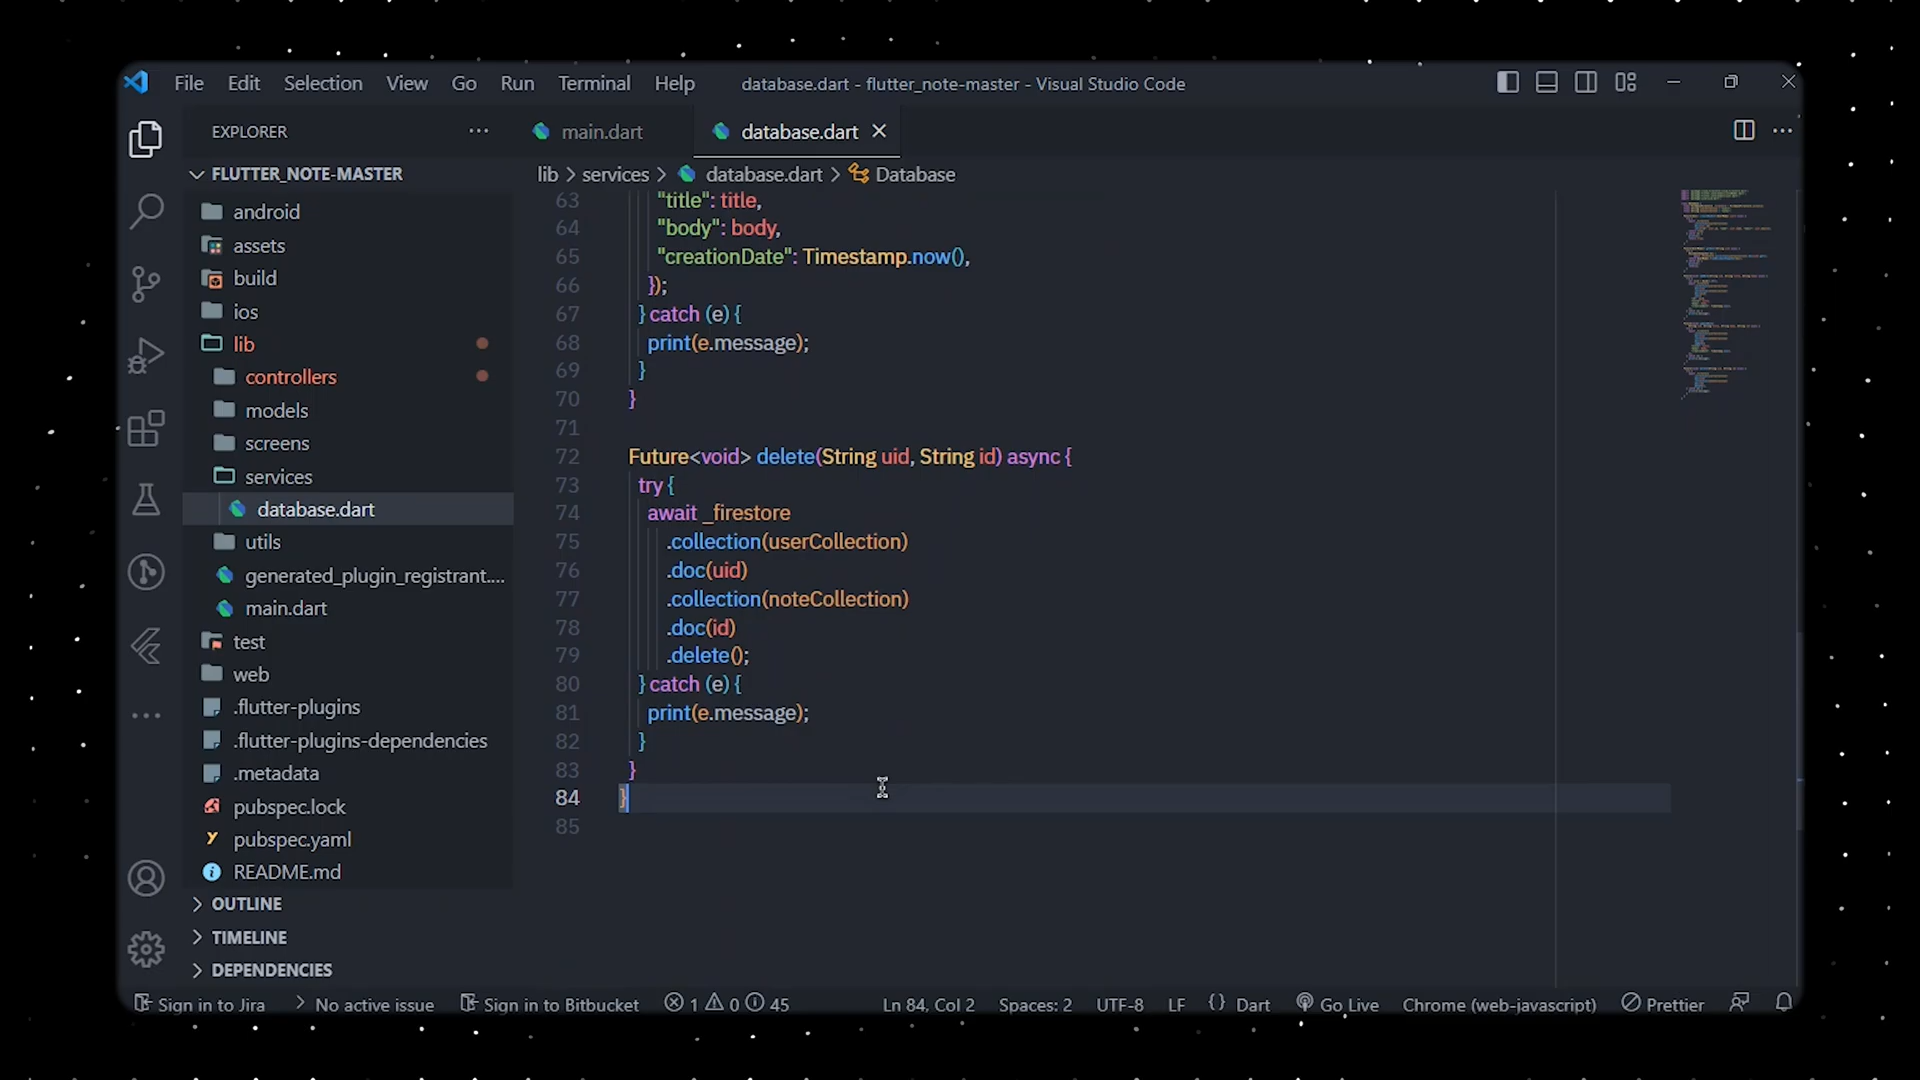 File Edit Selection View Go Run Terminal Help database.dart - flutter_note-master - Visual Studio Code
EXPLORER
main.dart
database.dart
FLUTTER_NOTE-MASTER
lib > services > database.dart > Database
android
assets
build
ios
lib
controllers
models
screens
services
database.dart
utils
generated_plugin_registrant....
main.dart
test
web
.flutter-plugins
.flutter-plugins-dependencies
.metadata
pubspec.lock
pubspec.yaml
README.md
OUTLINE
TIMELINE
DEPENDENCIES
63 "title": title,
64 "body": body,
65 "creationDate": Timestamp.now(),
66 });
67 } catch (e) {
68 print(e.message);
69 }
70 }
71
72 Future<void> delete(String uid, String id) async {
73 try {
74 await _firestore
75 .collection(userCollection)
76 .doc(uid)
77 .collection(noteCollection)
78 .doc(id)
79 .delete();
80 } catch (e) {
81 print(e.message);
82 }
83 }
84 }
85
Sign in to Jira No active issue Sign in to Bitbucket 1 0 45 Ln 84, Col 2 Spaces: 2 UTF-8 LF {} Dart Go Live Chrome (web-javascript) Prettier